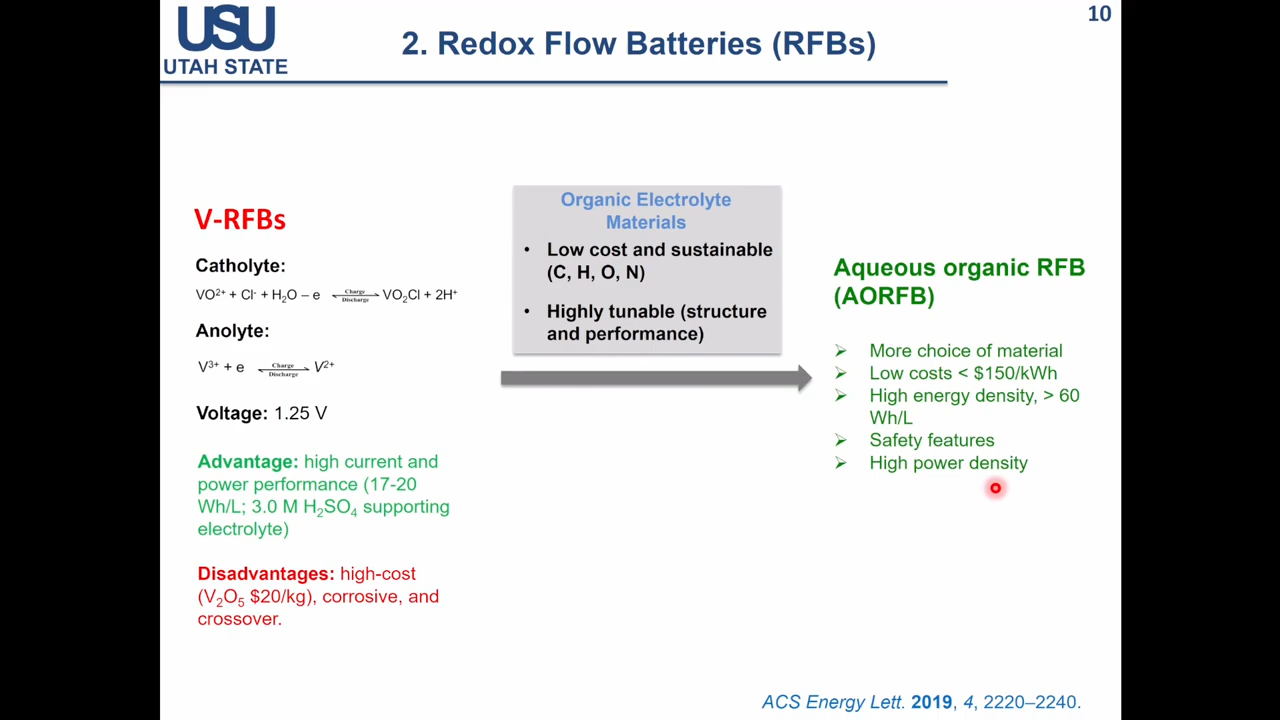 USU
UTAH STATE
2. Redox Flow Batteries (RFBs)
10
V-RFBs
Catholyte:
VO²⁺ + Cl⁻ + H₂O – e Charge Discharge VO₂Cl + 2H⁺
Anolyte:
V³⁺ + e Charge Discharge V²⁺
Voltage: 1.25 V
Advantage: high current and
power performance (17-20
Wh/L; 3.0 M H₂SO₄ supporting
electrolyte)
Disadvantages: high-cost
(V₂O₅ $20/kg), corrosive, and
crossover.
Organic Electrolyte
Materials
• Low cost and sustainable
(C, H, O, N)
• Highly tunable (structure
and performance)
Aqueous organic RFB
(AORFB)
➢ More choice of material
➢ Low costs < $150/kWh
➢ High energy density, > 60
Wh/L
➢ Safety features
➢ High power density
ACS Energy Lett. 2019, 4, 2220–2240.